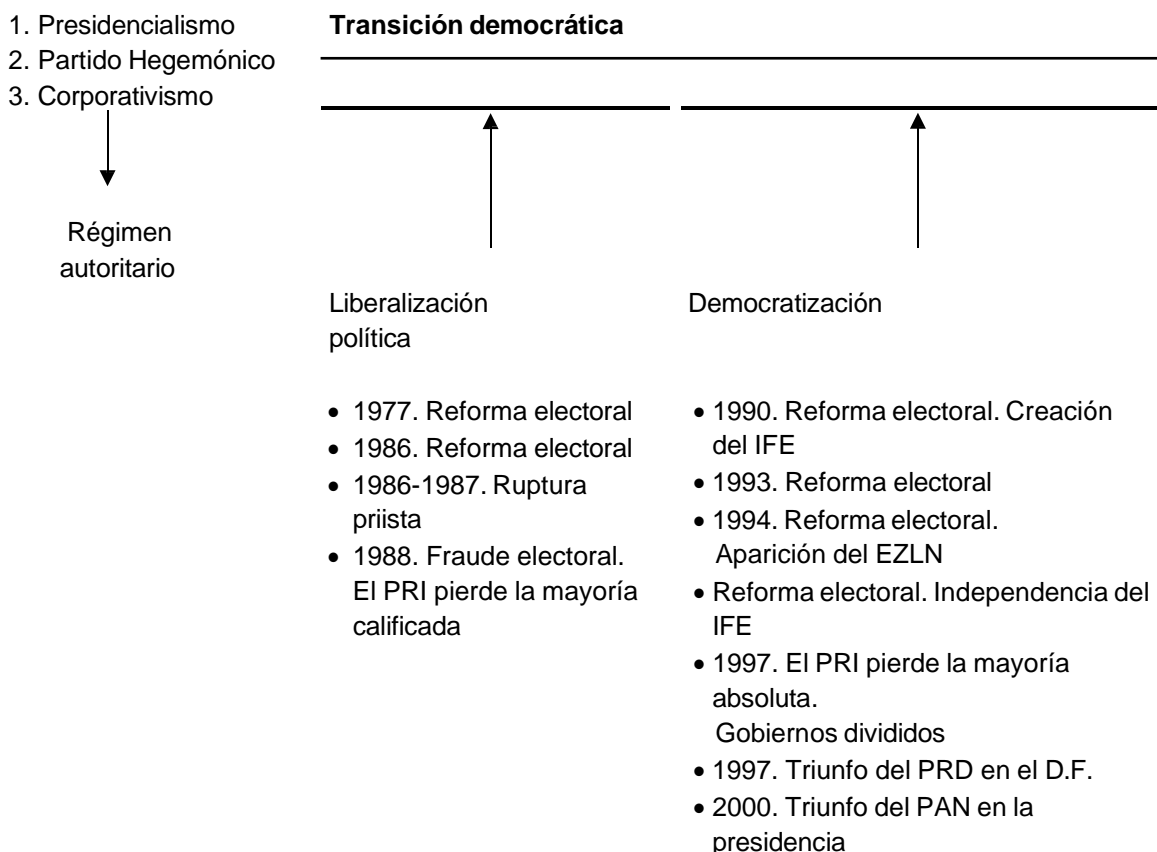 1. Presidencialismo
2. Partido Hegemónico
3. Corporativismo
Régimen
autoritario
Transición democrática
Liberalización
política
• 1977. Reforma electoral
• 1986. Reforma electoral
• 1986-1987. Ruptura
priista
• 1988. Fraude electoral.
El PRI pierde la mayoría
calificada
Democratización
• 1990. Reforma electoral. Creación
del IFE
• 1993. Reforma electoral
• 1994. Reforma electoral.
Aparición del EZLN
• Reforma electoral. Independencia del
IFE
• 1997. El PRI pierde la mayoría
absoluta.
Gobiernos divididos
• 1997. Triunfo del PRD en el D.F.
• 2000. Triunfo del PAN en la
presidencia